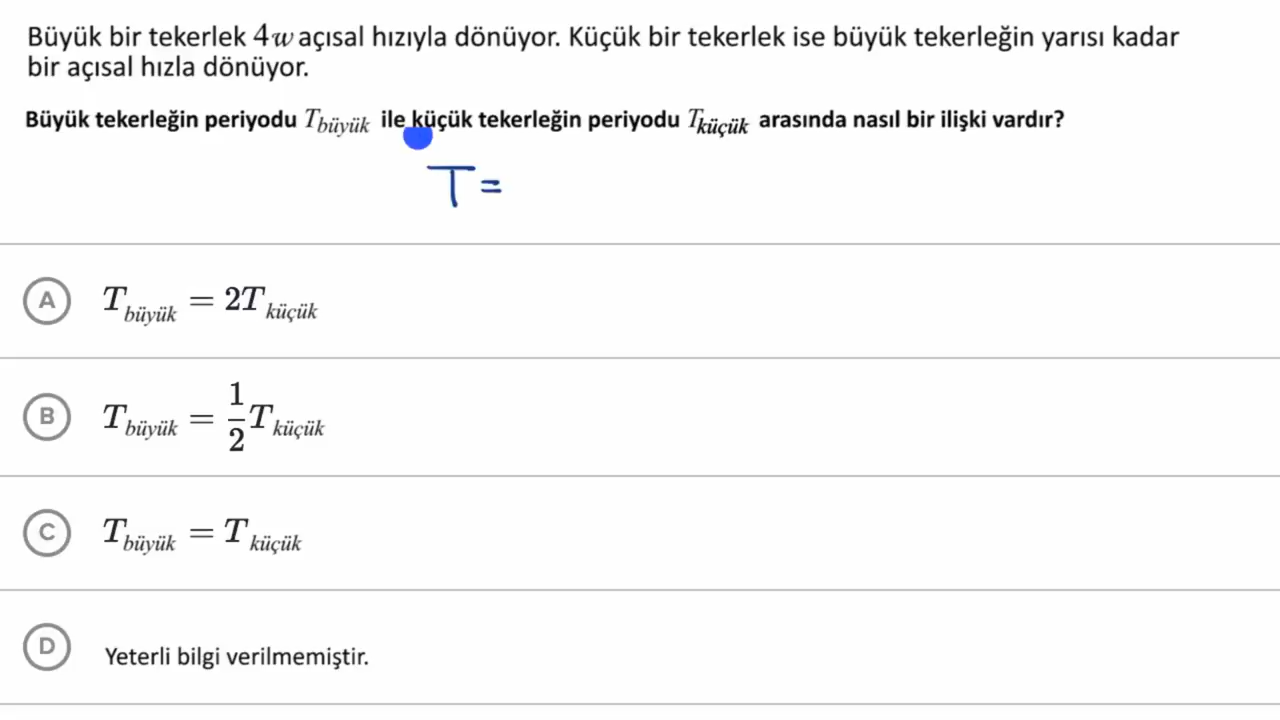 Büyük bir tekerlek 4w açısal hızıyla dönüyor. Küçük bir tekerlek ise büyük tekerleğin yarısı kadar
bir açısal hızla dönüyor.
Büyük tekerleğin periyodu T_büyük ile küçük tekerleğin periyodu T_küçük arasında nasıl bir ilişki vardır?
T =
A T_büyük = 2T_küçük
B T_büyük = 1/2 T_küçük
C T_büyük = T_küçük
D Yeterli bilgi verilmemiştir.